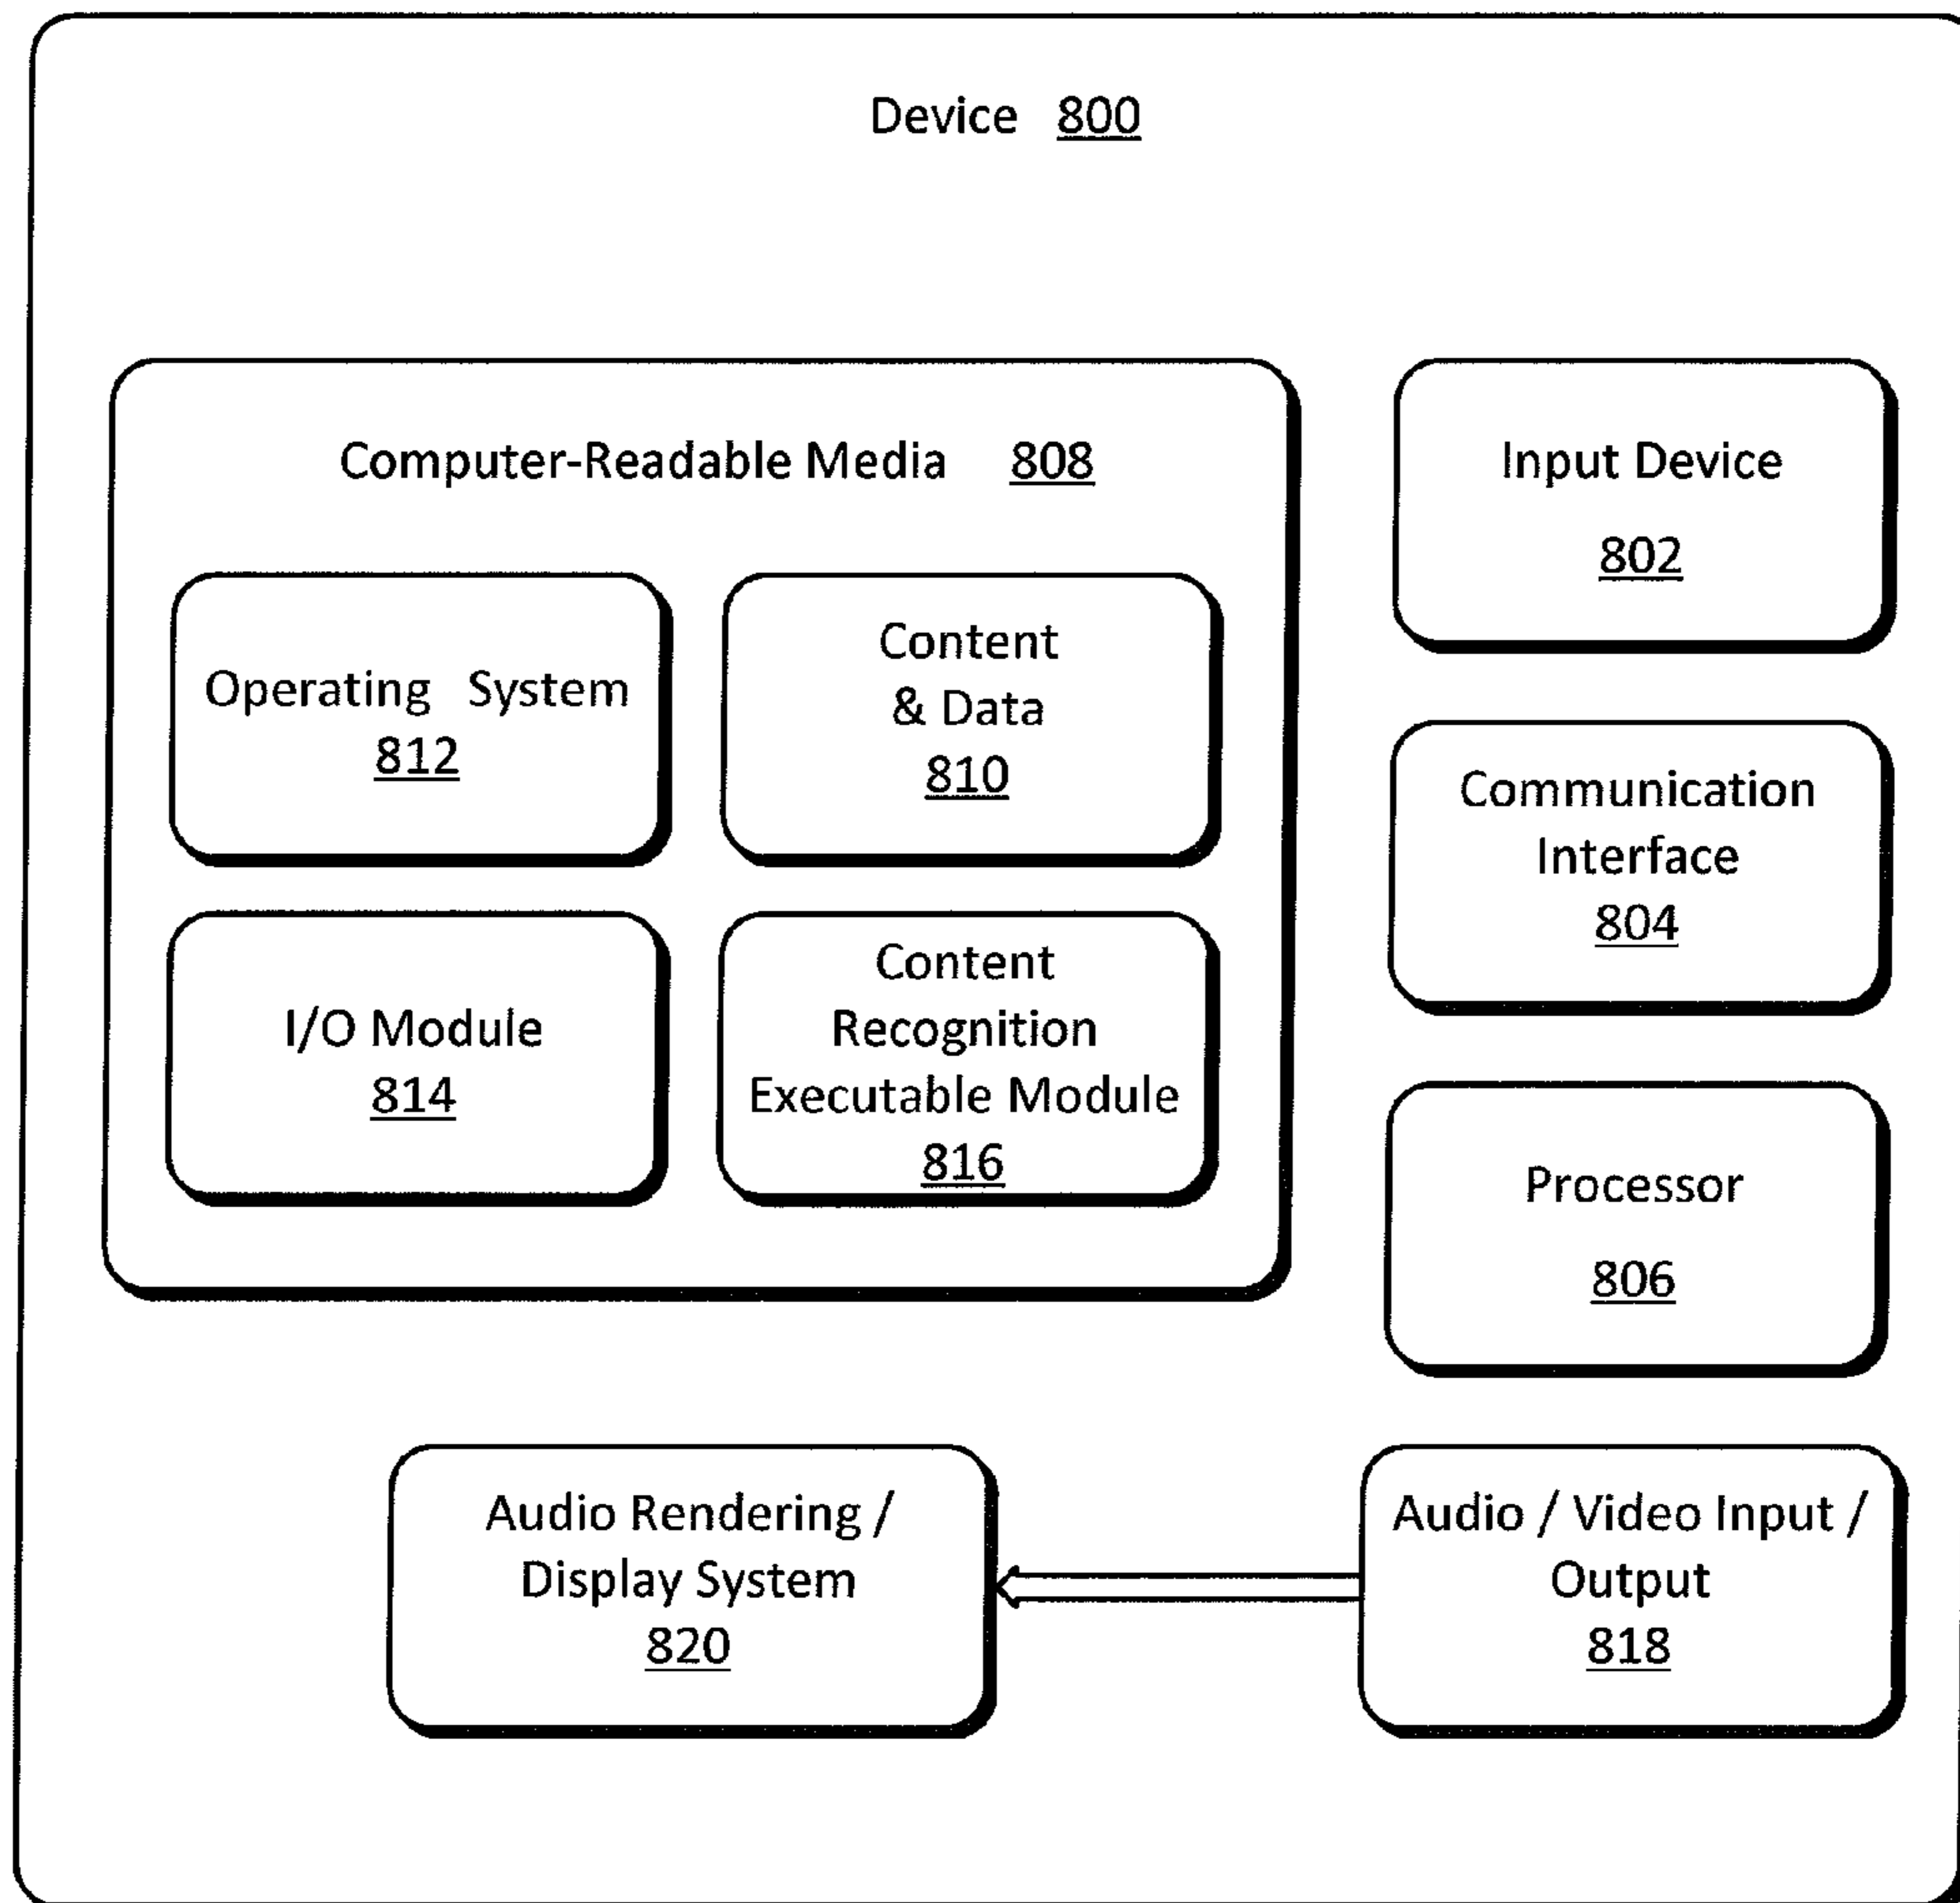 Device 800
Computer-Readable Media 808
Operating System
812
Content
& Data
810
I/O Module
814
Content
Recognition
Executable Module
816
Input Device
802
Communication
Interface
804
Processor
806
Audio Rendering /
Display System
820
Audio / Video Input /
Output
818